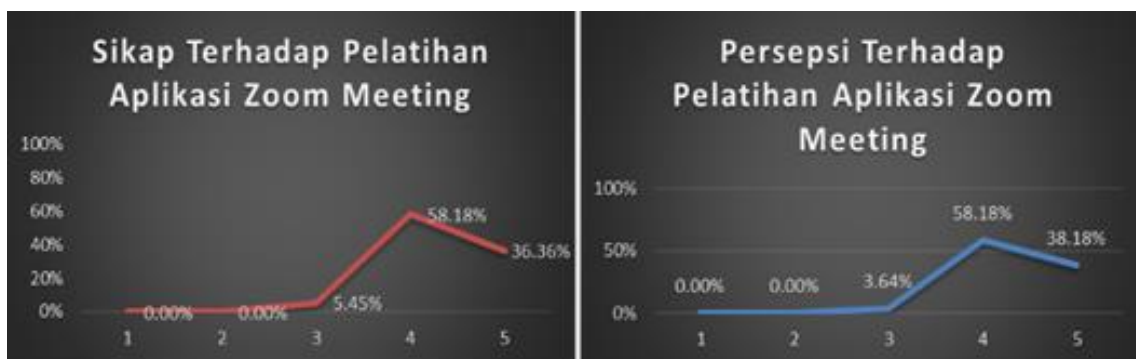 Sikap Terhadap Pelatihan
Aplikasi Zoom Meeting
100%
80%
60%
40%
20%
0%
0.00%
0.00%
5.45%
58.18%
36.36%
1 2 3 4 5
Persepsi Terhadap
Pelatihan Aplikasi Zoom
Meeting
100%
50%
0%
0.00%
0.00%
3.64%
58.18%
38.18%
1 2 3 4 5